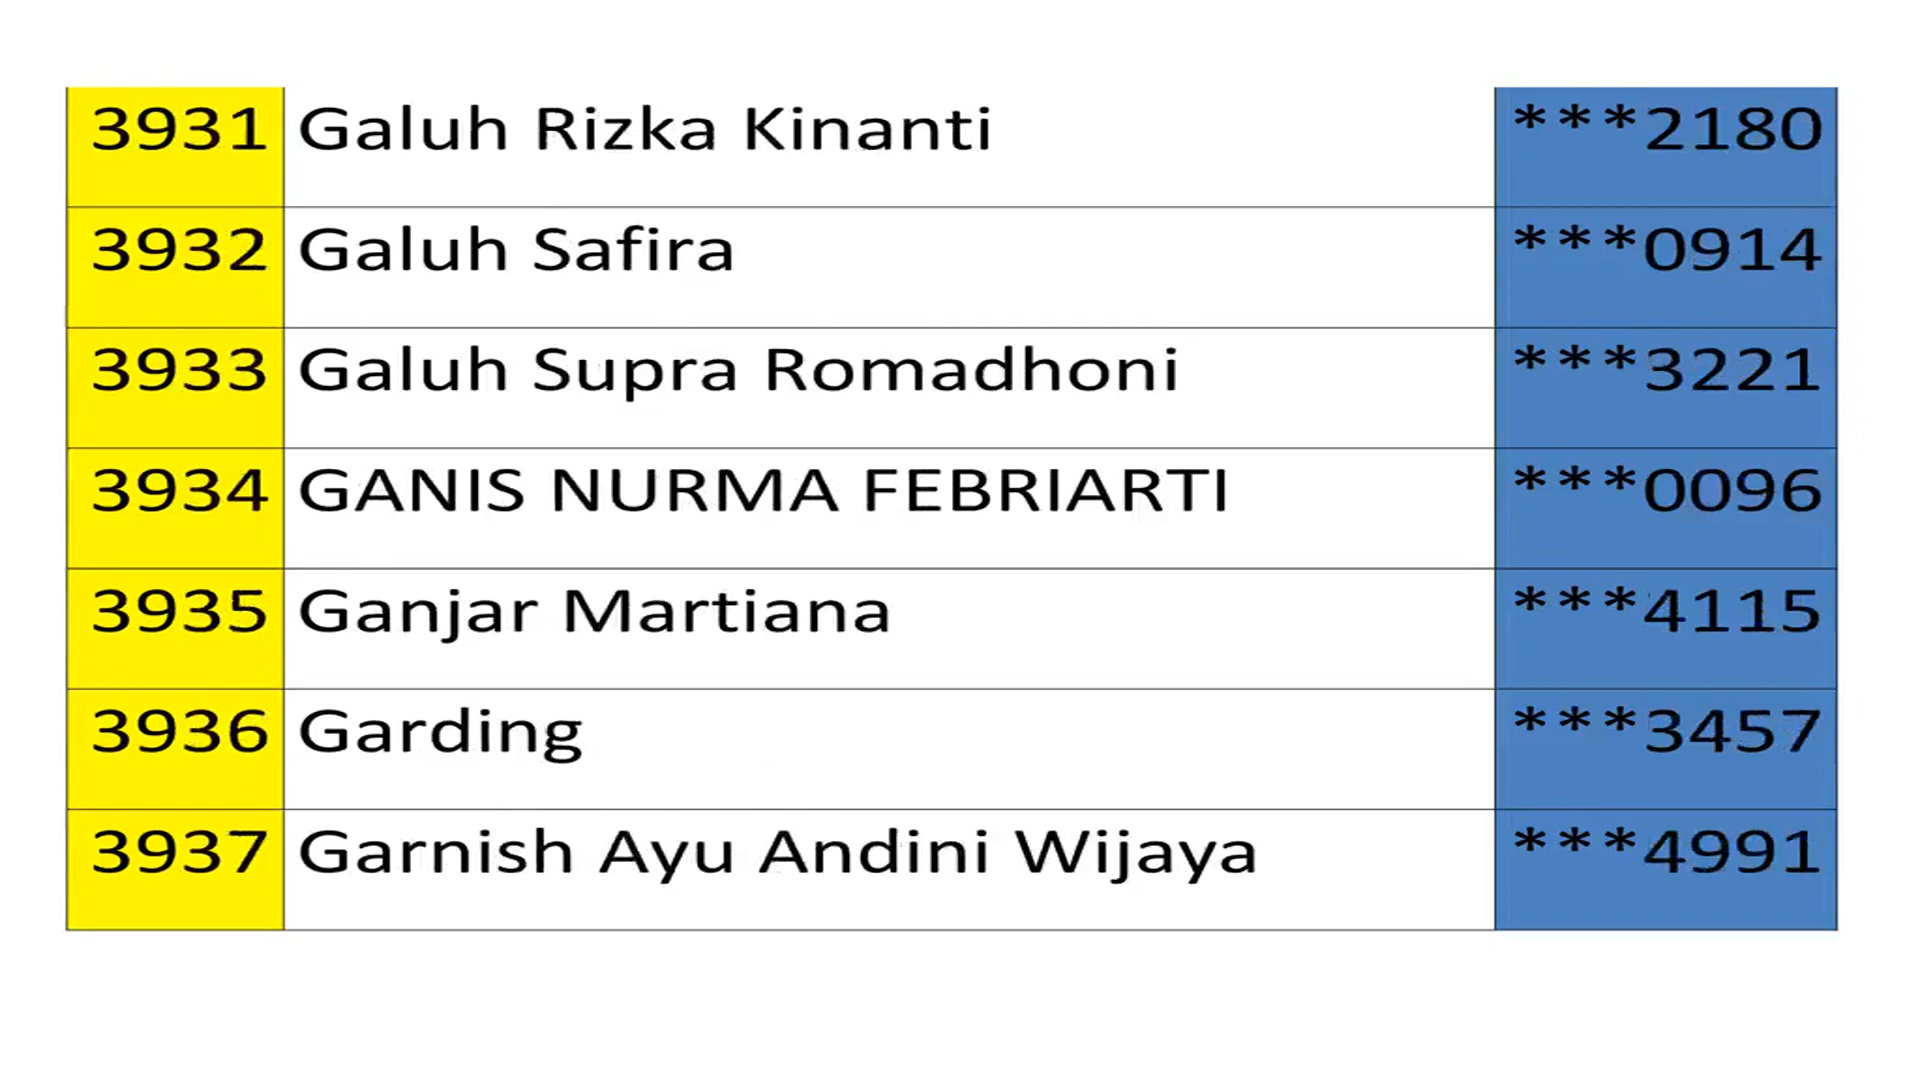 3931 Galuh Rizka Kinanti ***2180
3932 Galuh Safira ***0914
3933 Galuh Supra Romadhoni ***3221
3934 GANIS NURMA FEBRIARTI ***0096
3935 Ganjar Martiana ***4115
3936 Garding ***3457
3937 Garnish Ayu Andini Wijaya ***4991